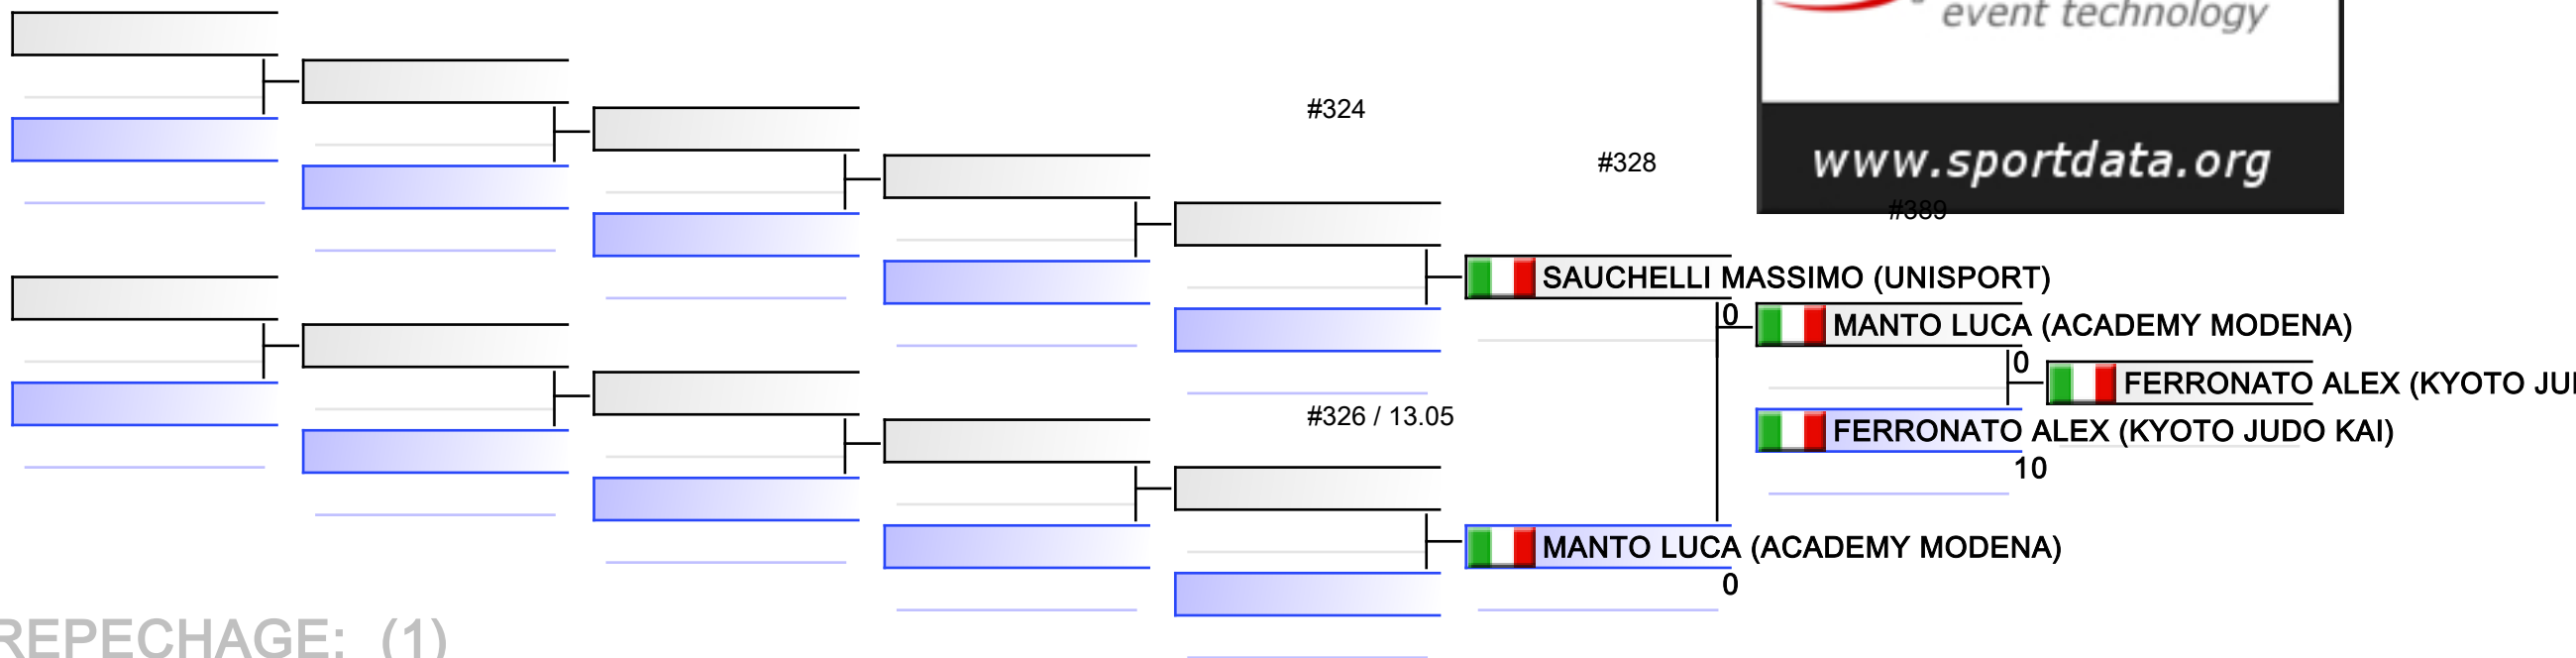 event technology
www.sportdata.org
#324
#328
#389
SAUCHELLI MASSIMO (UNISPORT)
0
MANTO LUCA (ACADEMY MODENA)
0
FERRONATO ALEX (KYOTO JUD
FERRONATO ALEX (KYOTO JUDO KAI)
10
#326 / 13.05
MANTO LUCA (ACADEMY MODENA)
0
REPECHAGE: (1)